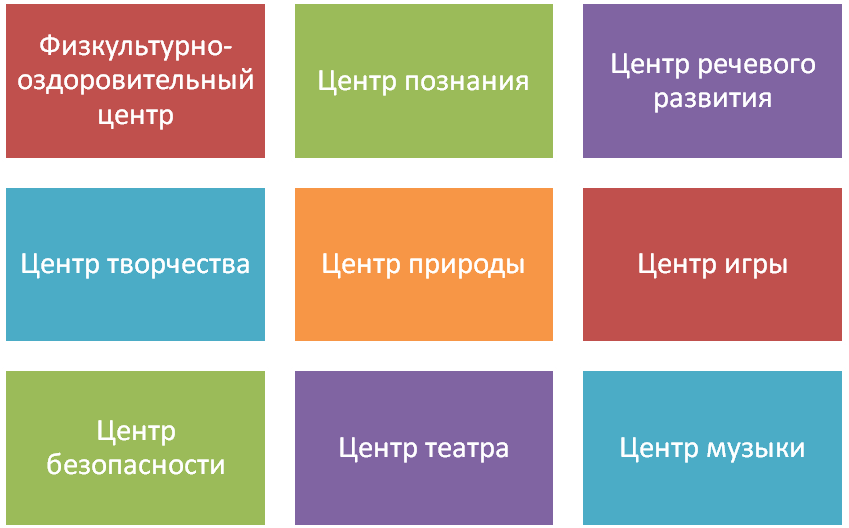 Физкультурно-
оздоровительный
центр
Центр познания
Центр речевого
развития
Центр творчества
Центр природы
Центр игры
Центр
безопасности
Центр театра
Центр музыки